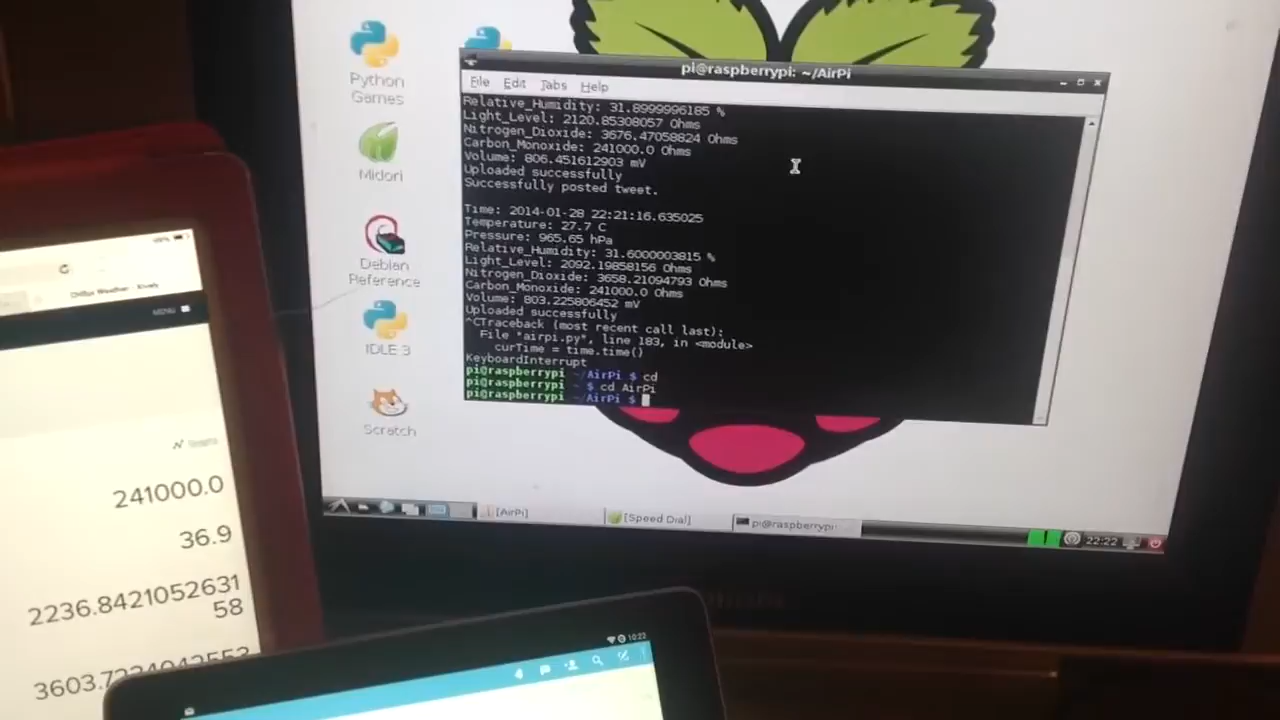 Python
Games
Midori
Debian
Reference
IDLE 3
Scratch
pi@raspberrypi: ~/AirPi
File Edit Tabs Help
Relative_Humidity: 31.8999996185 %
Light_Level: 2120.85308057 Ohms
Nitrogen_Dioxide: 3676.47058824 Ohms
Carbon_Monoxide: 241000.0 Ohms
Volume: 806.451612903 mV
Uploaded successfully
Successfully posted tweet.
Time: 2014-01-28 22:21:16.635025
Temperature: 27.7 C
Pressure: 965.65 hPa
Relative_Humidity: 31.6000003815 %
Light_Level: 2092.19858156 Ohms
Nitrogen_Dioxide: 3658.21094793 Ohms
Carbon_Monoxide: 241000.0 Ohms
Volume: 803.225806452 mV
Uploaded successfully
^CTraceback (most recent call last):
File "airpi.py", line 183, in <module>
curTime = time.time()
KeyboardInterrupt
pi@raspberrypi ~/AirPi $ cd
pi@raspberrypi ~ $ cd AirPi
pi@raspberrypi ~/AirPi $
[AirPi]
[Speed Dial]
pi@raspberrypi:
22:22
MENU
241000.0
36.9
2236.8421052631
58
10:22